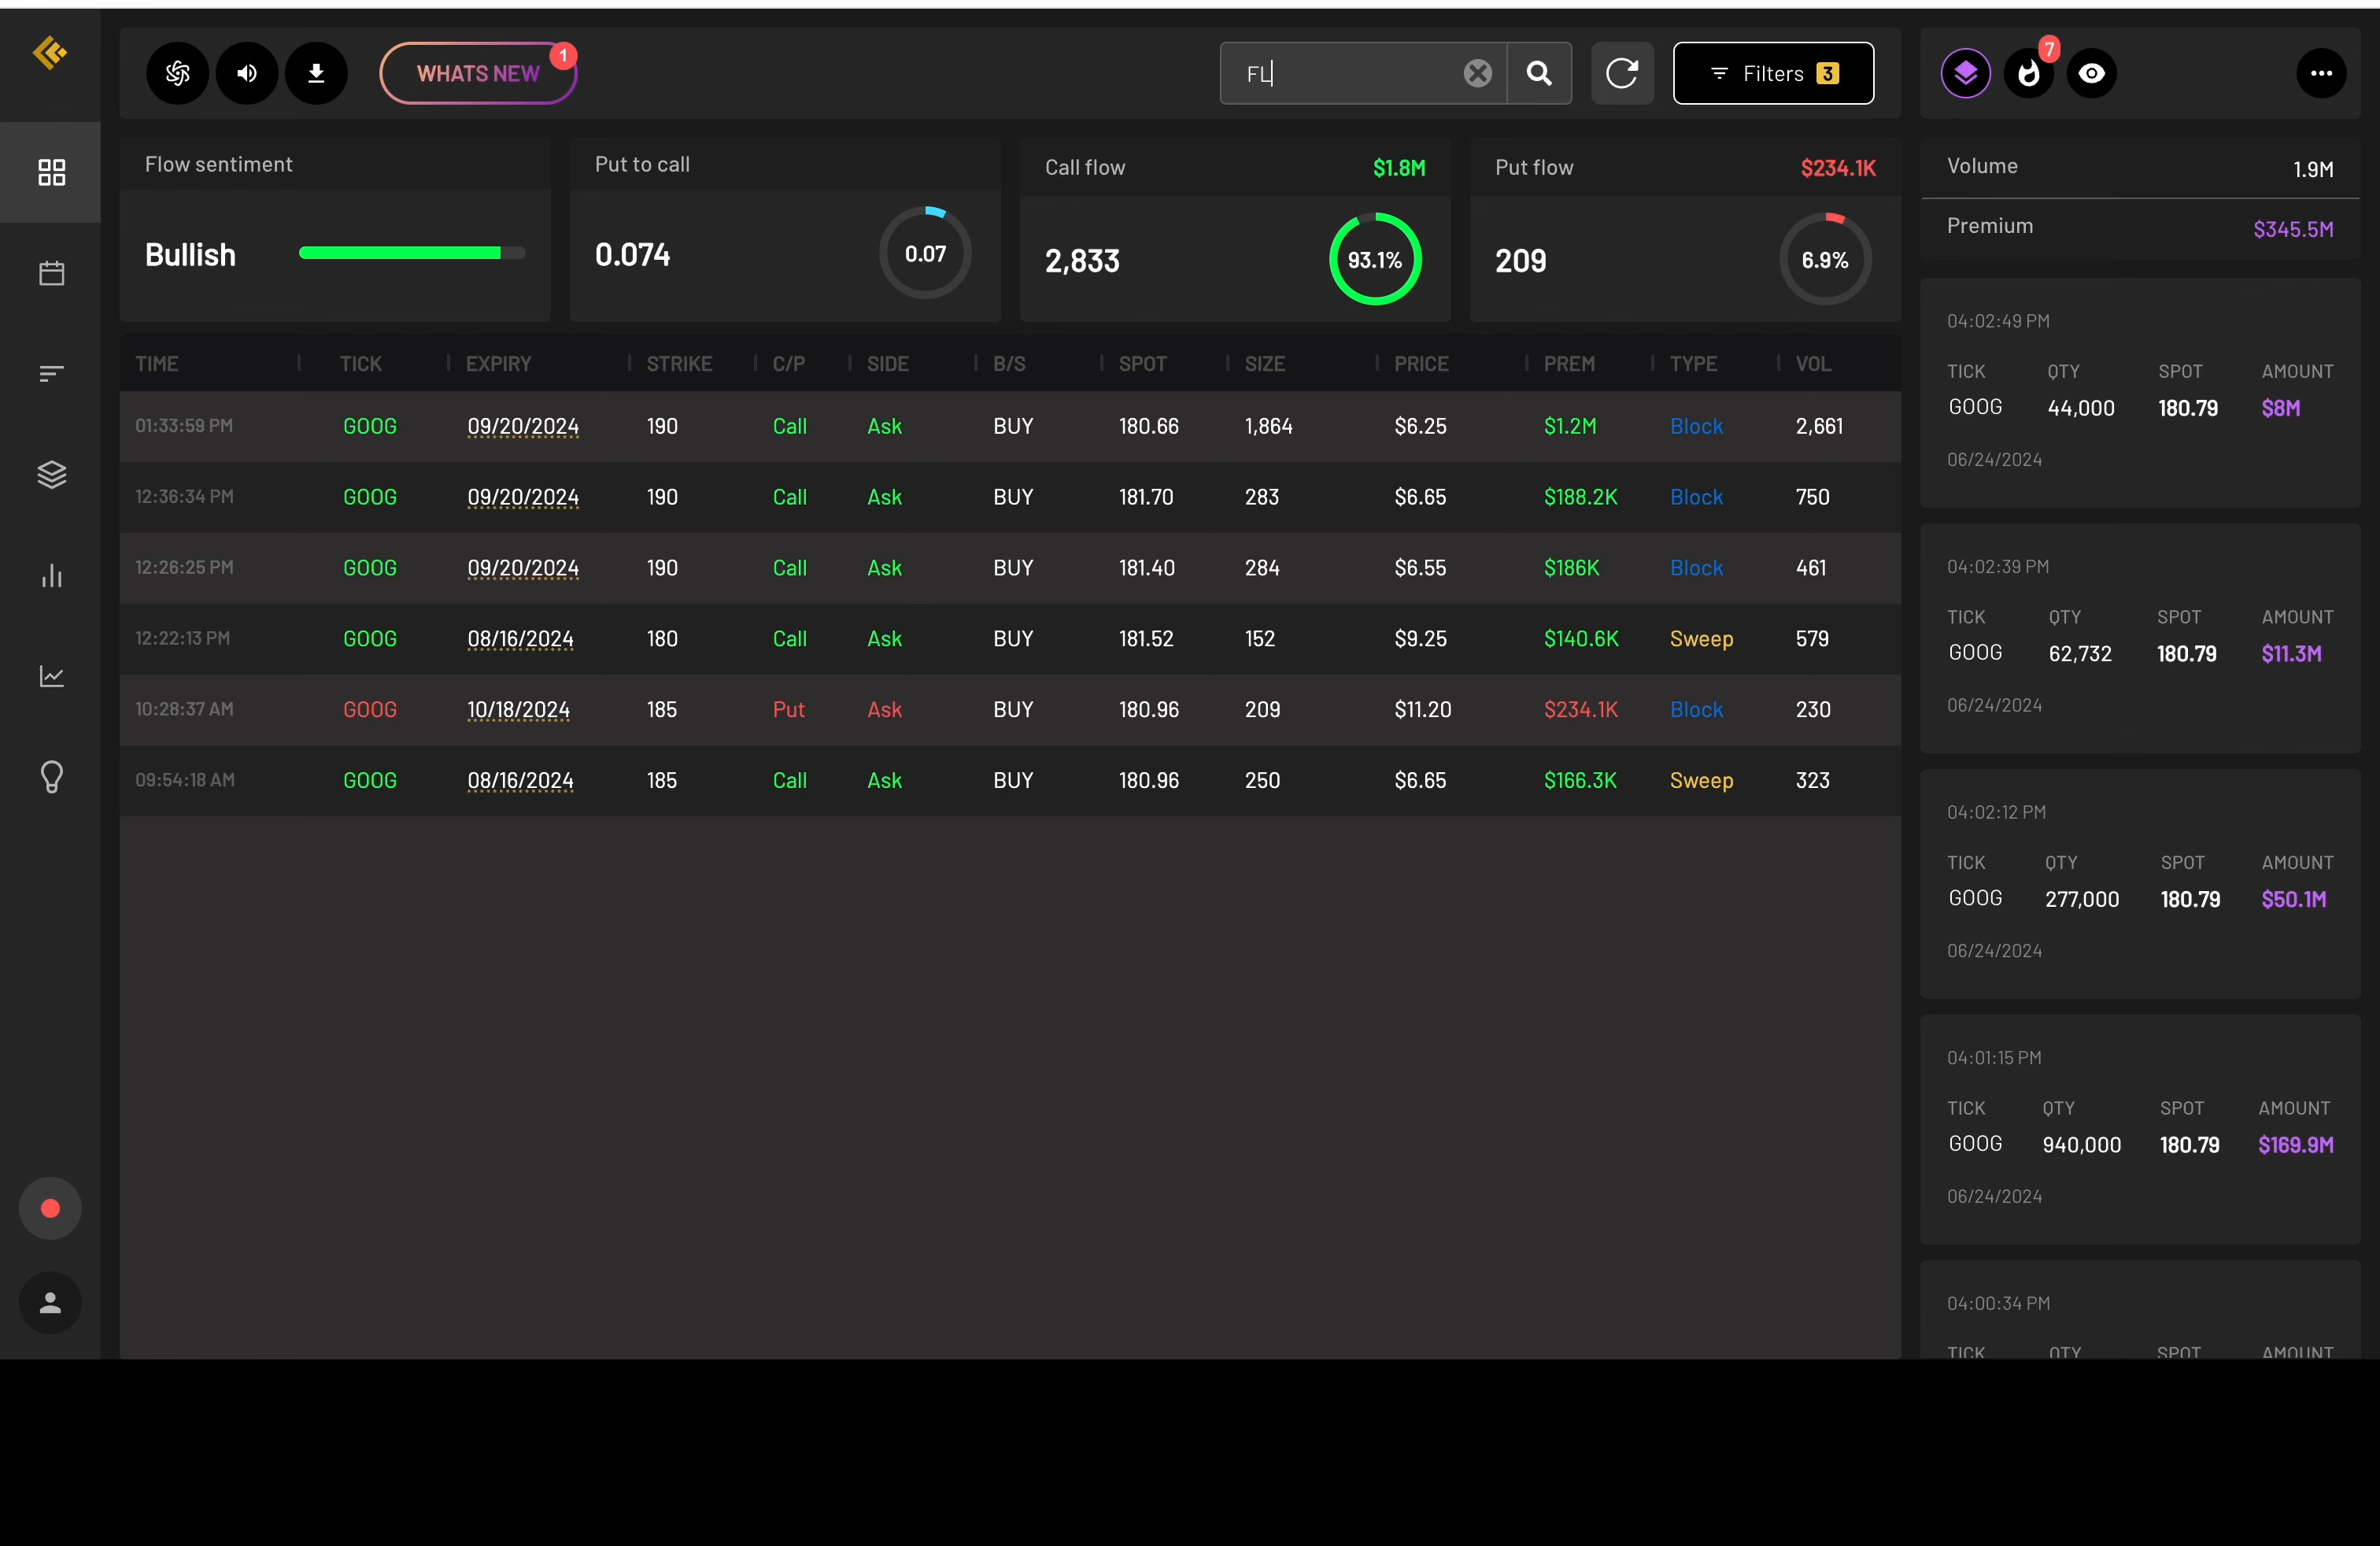 WHATS NEW 1
FL
Filters 3
7
Flow sentiment
Bullish
Put to call
0.074
0.07
Call flow $1.8M
2,833
93.1%
Put flow $234.1K
209
6.9%
TIME TICK EXPIRY STRIKE C/P SIDE B/S SPOT SIZE PRICE PREM TYPE VOL
01:33:59 PM GOOG 09/20/2024 190 Call Ask BUY 180.66 1,864 $6.25 $1.2M Block 2,661
12:36:34 PM GOOG 09/20/2024 190 Call Ask BUY 181.70 283 $6.65 $188.2K Block 750
12:26:25 PM GOOG 09/20/2024 190 Call Ask BUY 181.40 284 $6.55 $186K Block 461
12:22:13 PM GOOG 08/16/2024 180 Call Ask BUY 181.52 152 $9.25 $140.6K Sweep 579
10:28:37 AM GOOG 10/18/2024 185 Put Ask BUY 180.96 209 $11.20 $234.1K Block 230
09:54:18 AM GOOG 08/16/2024 185 Call Ask BUY 180.96 250 $6.65 $166.3K Sweep 323
Volume 1.9M
Premium $345.5M
04:02:49 PM
TICK QTY SPOT AMOUNT
GOOG 44,000 180.79 $8M
06/24/2024
04:02:39 PM
TICK QTY SPOT AMOUNT
GOOG 62,732 180.79 $11.3M
06/24/2024
04:02:12 PM
TICK QTY SPOT AMOUNT
GOOG 277,000 180.79 $50.1M
06/24/2024
04:01:15 PM
TICK QTY SPOT AMOUNT
GOOG 940,000 180.79 $169.9M
06/24/2024
04:00:34 PM
TICK QTY SPOT AMOUNT